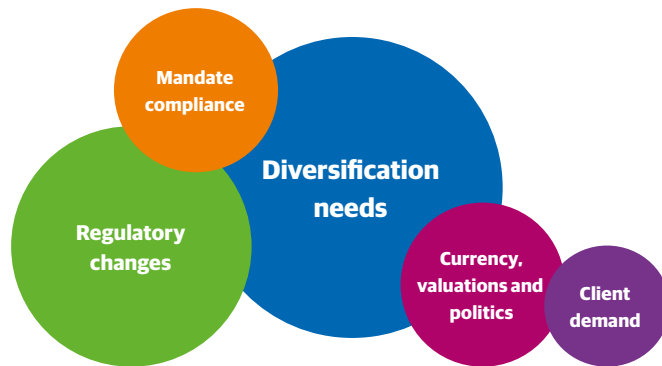 Mandate
compliance
Diversification
needs
Regulatory
changes
Currency,
valuations and
politics
Client
demand